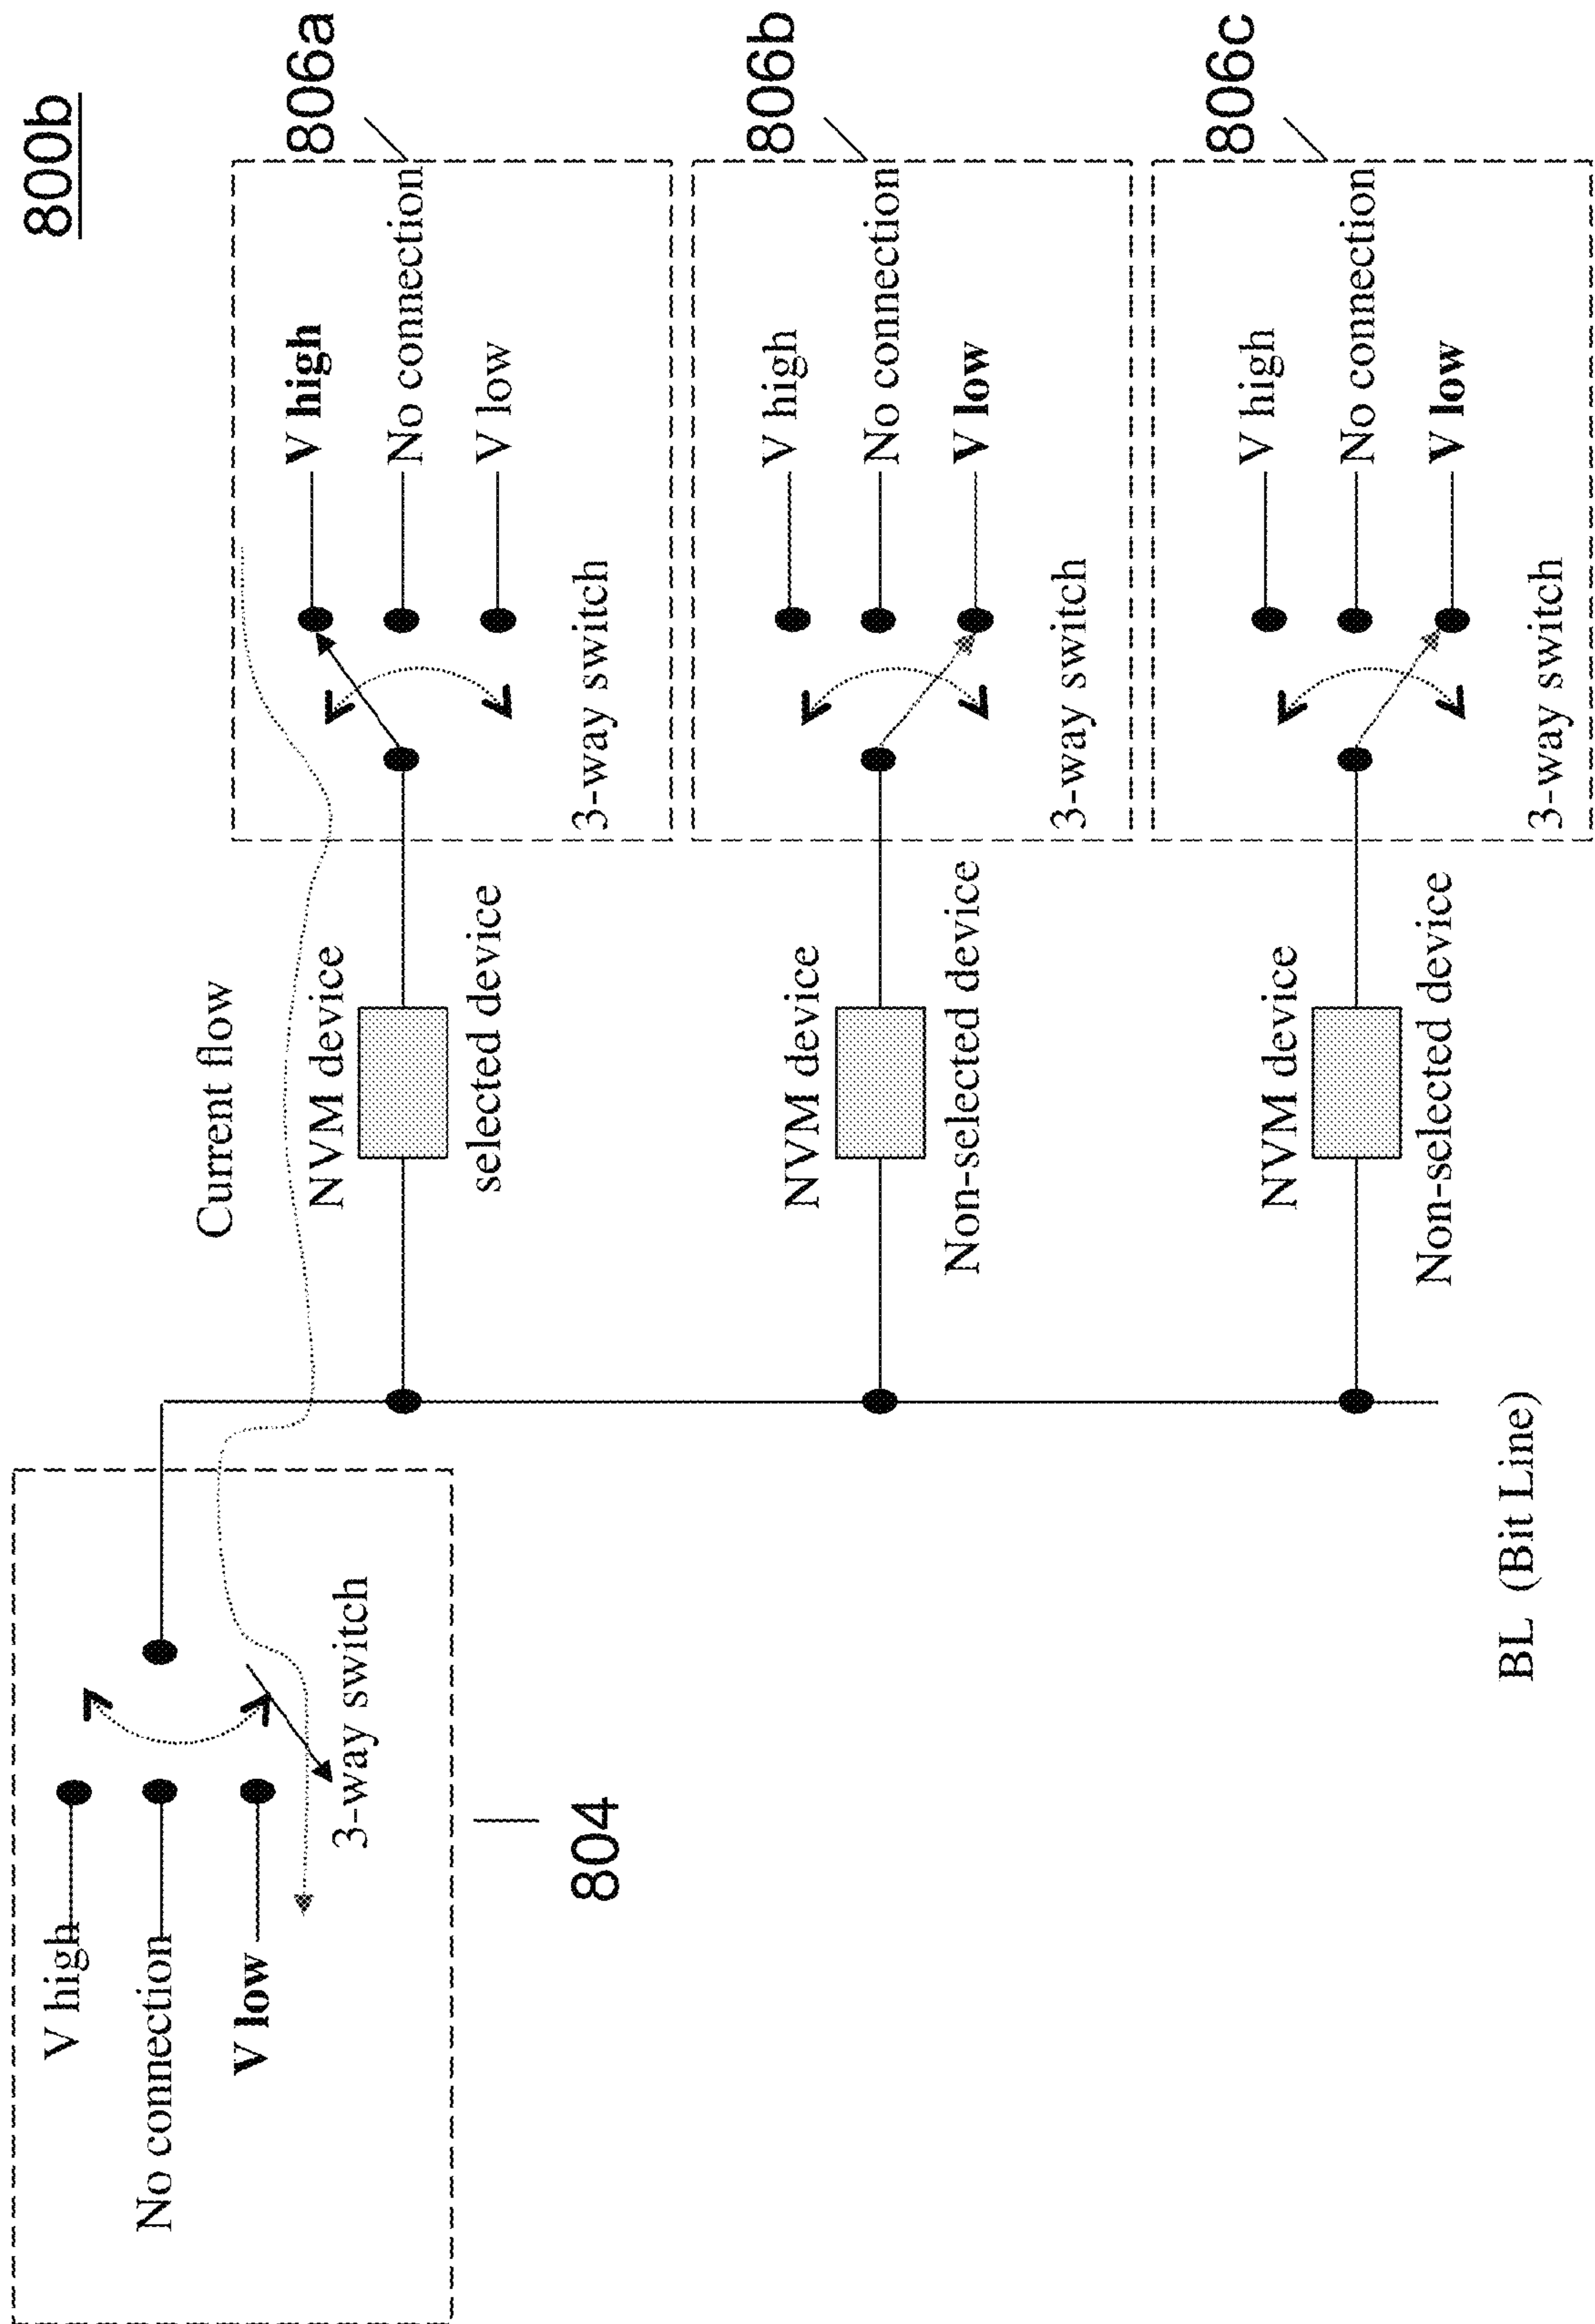 800b
804
V high
No connection
V low
3-way switch
Current flow
806a
V high
No connection
V low
3-way switch
NVM device
selected device
806b
V high
No connection
V low
3-way switch
NVM device
Non-selected device
806c
V high
No connection
V low
3-way switch
NVM device
Non-selected device
BL (Bit Line)